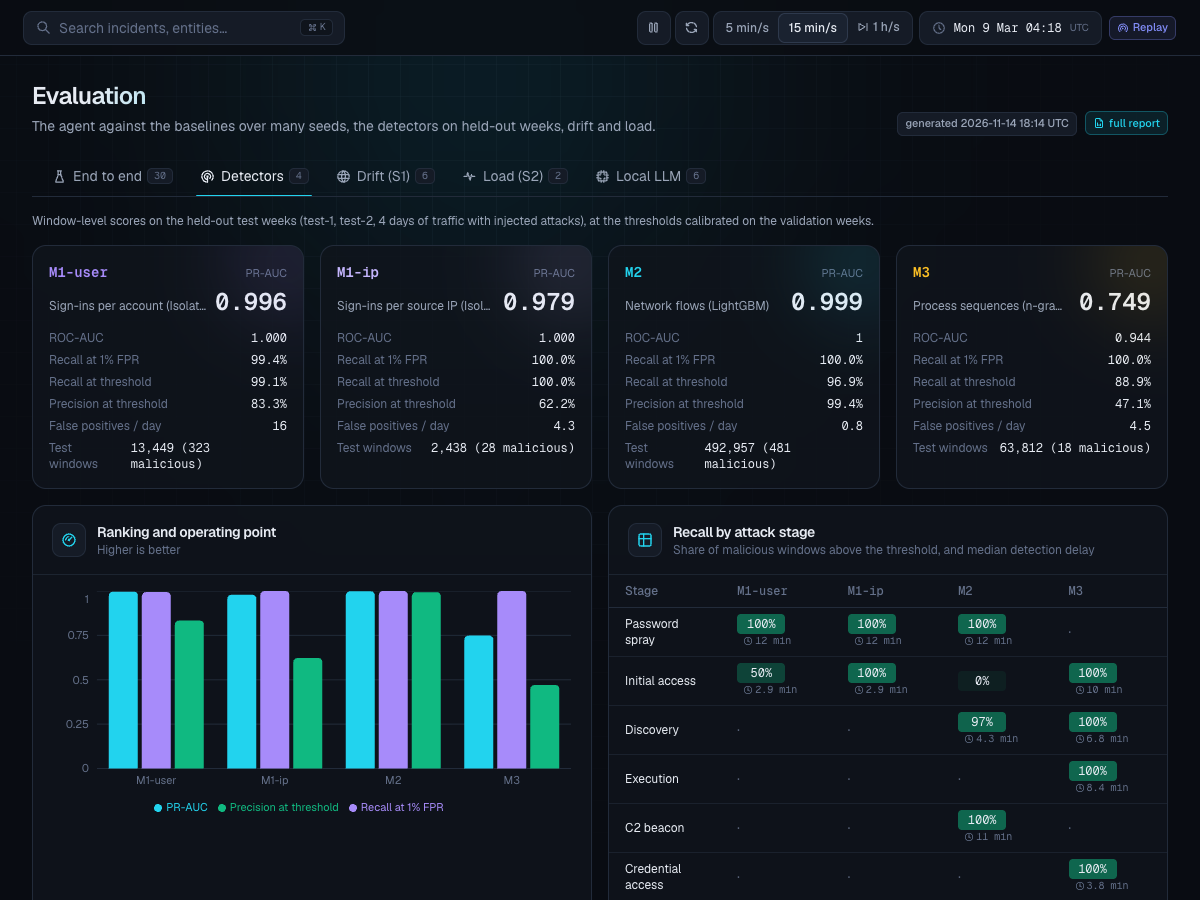 Search incidents, entities… ⌘ K
5 min/s 15 min/s 1 h/s
Mon 9 Mar 04:18 UTC
Replay
Evaluation
The agent against the baselines over many seeds, the detectors on held-out weeks, drift and load.
generated 2026-11-14 18:14 UTC
full report
End to end 30 Detectors 4 Drift (S1) 6 Load (S2) 2 Local LLM 6
Window-level scores on the held-out test weeks (test-1, test-2, 4 days of traffic with injected attacks), at the thresholds calibrated on the validation weeks.
M1-user PR-AUC
Sign-ins per account (Isolat… 0.996
ROC-AUC 1.000
Recall at 1% FPR 99.4%
Recall at threshold 99.1%
Precision at threshold 83.3%
False positives / day 16
Test windows 13,449 (323 malicious)
M1-ip PR-AUC
Sign-ins per source IP (Isol… 0.979
ROC-AUC 1.000
Recall at 1% FPR 100.0%
Recall at threshold 100.0%
Precision at threshold 62.2%
False positives / day 4.3
Test windows 2,438 (28 malicious)
M2 PR-AUC
Network flows (LightGBM) 0.999
ROC-AUC 1
Recall at 1% FPR 100.0%
Recall at threshold 96.9%
Precision at threshold 99.4%
False positives / day 0.8
Test windows 492,957 (481 malicious)
M3 PR-AUC
Process sequences (n-gra… 0.749
ROC-AUC 0.944
Recall at 1% FPR 100.0%
Recall at threshold 88.9%
Precision at threshold 47.1%
False positives / day 4.5
Test windows 63,812 (18 malicious)
Ranking and operating point
Higher is better
1
0.75
0.5
0.25
0
M1-user M1-ip M2 M3
PR-AUC Precision at threshold Recall at 1% FPR
Recall by attack stage
Share of malicious windows above the threshold, and median detection delay
Stage M1-user M1-ip M2 M3
Password spray 100% 12 min 100% 12 min 100% 12 min ·
Initial access 50% 2.9 min 100% 2.9 min 0% 100% 10 min
Discovery · · 97% 4.3 min 100% 6.8 min
Execution · · · 100% 8.4 min
C2 beacon · · 100% 11 min ·
Credential access · · · 100% 3.8 min